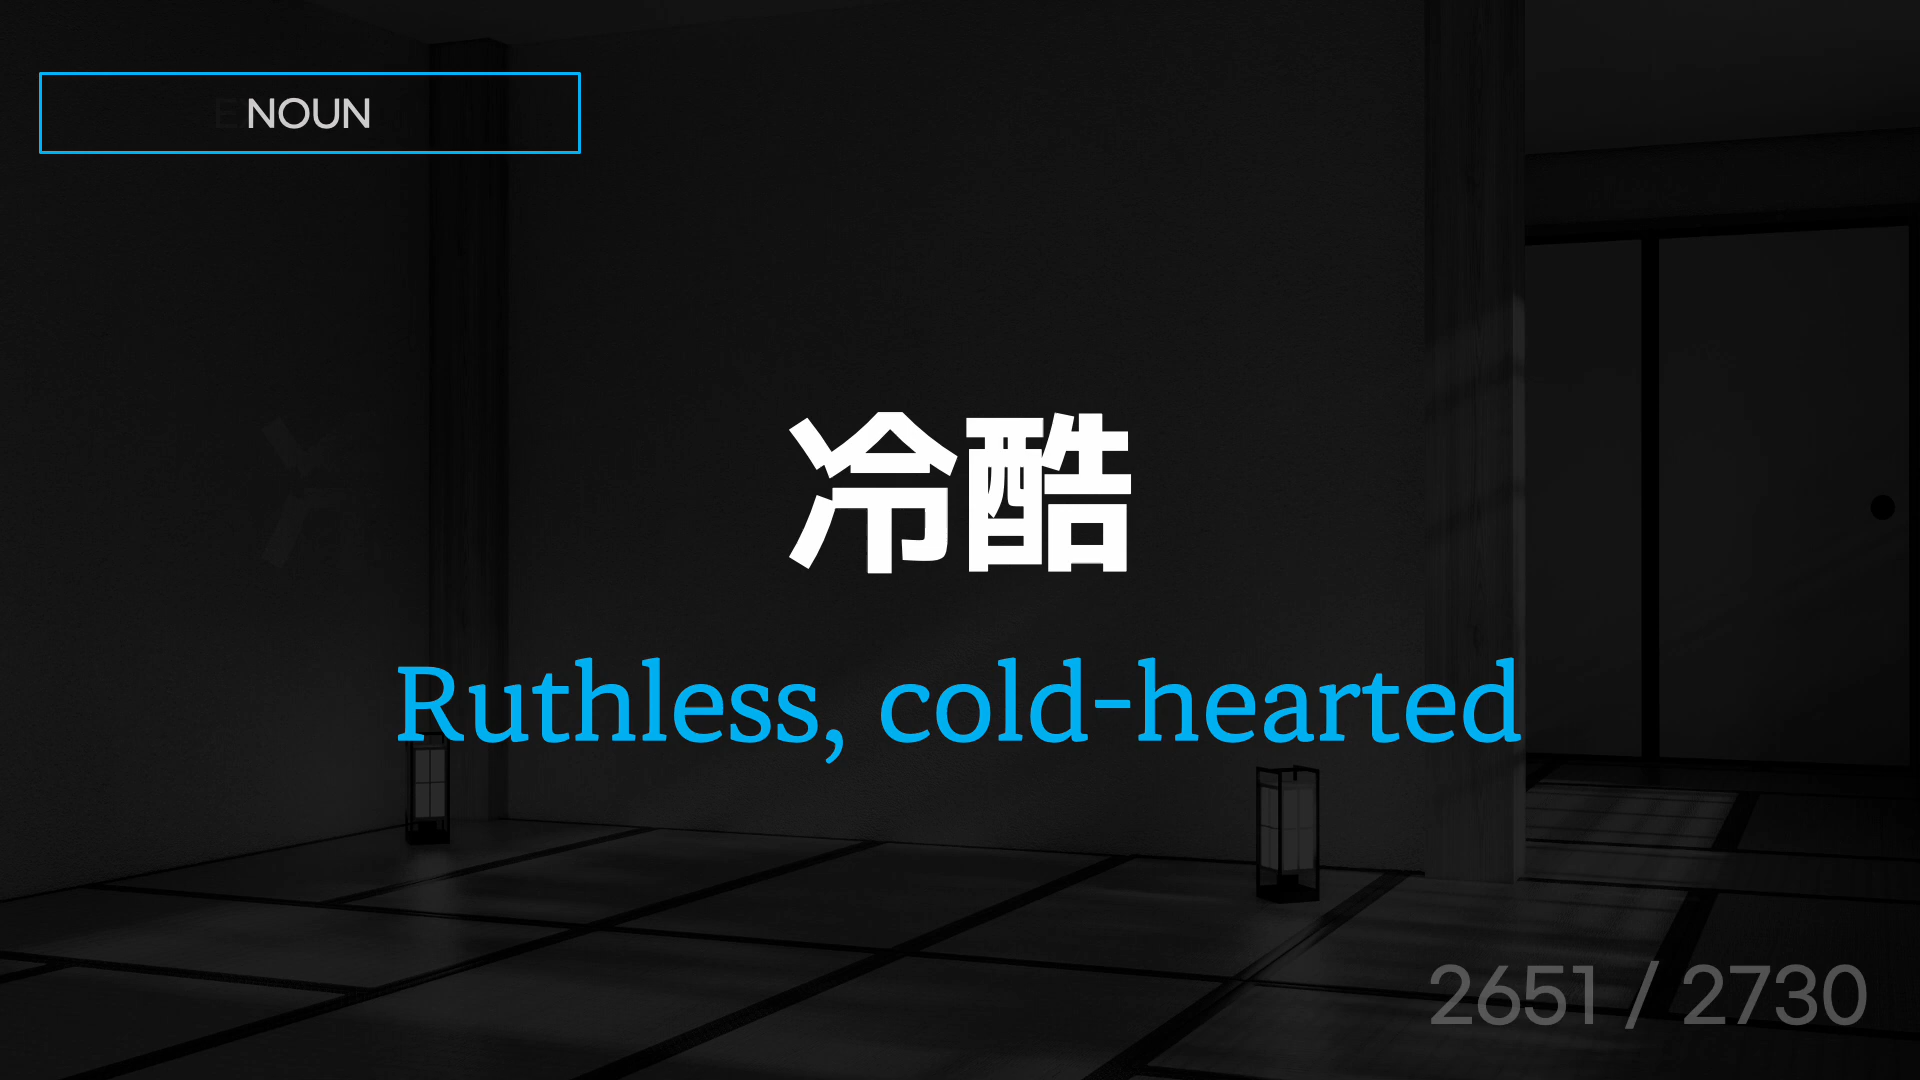 NOUN
冷酷
Ruthless, cold-hearted
2651 / 2730